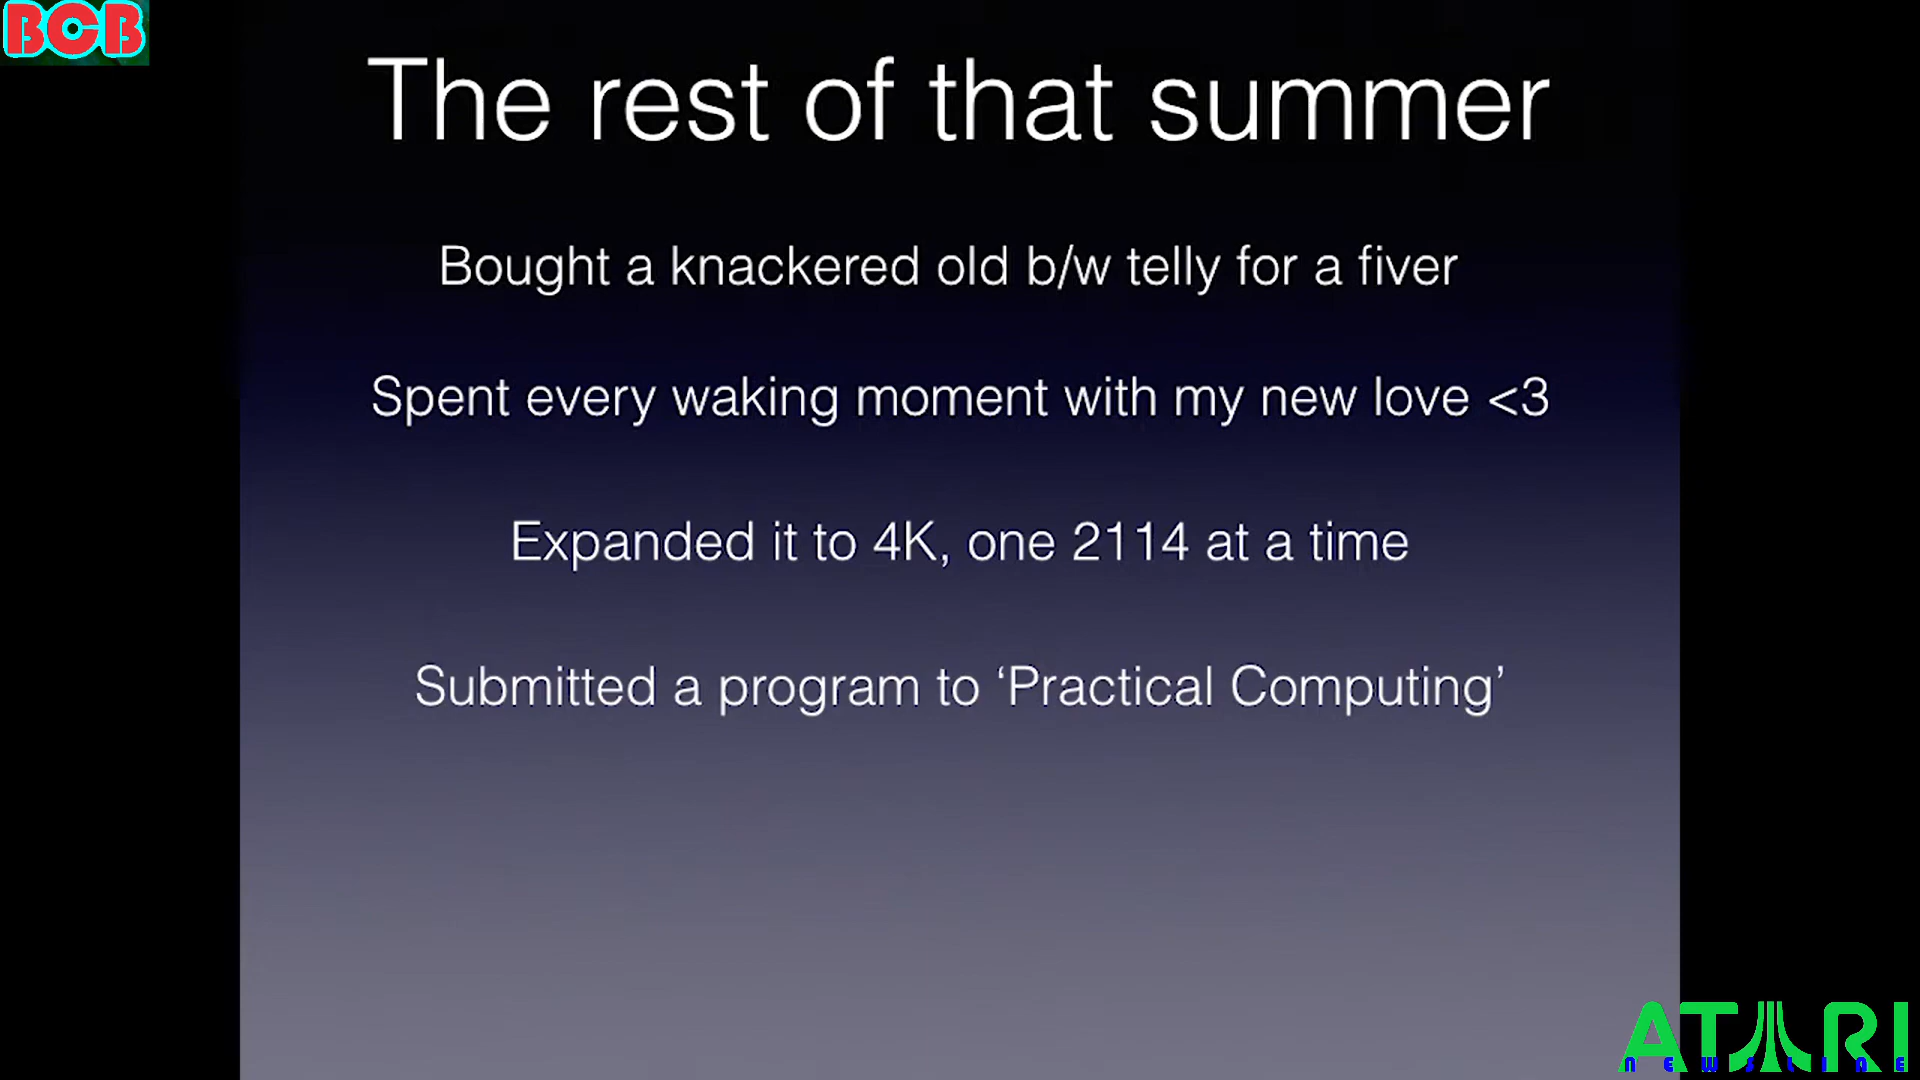 BCB
The rest of that summer
Bought a knackered old b/w telly for a fiver
Spent every waking moment with my new love <3
Expanded it to 4K, one 2114 at a time
Submitted a program to ‘Practical Computing’
ATARI
NEWSLINE